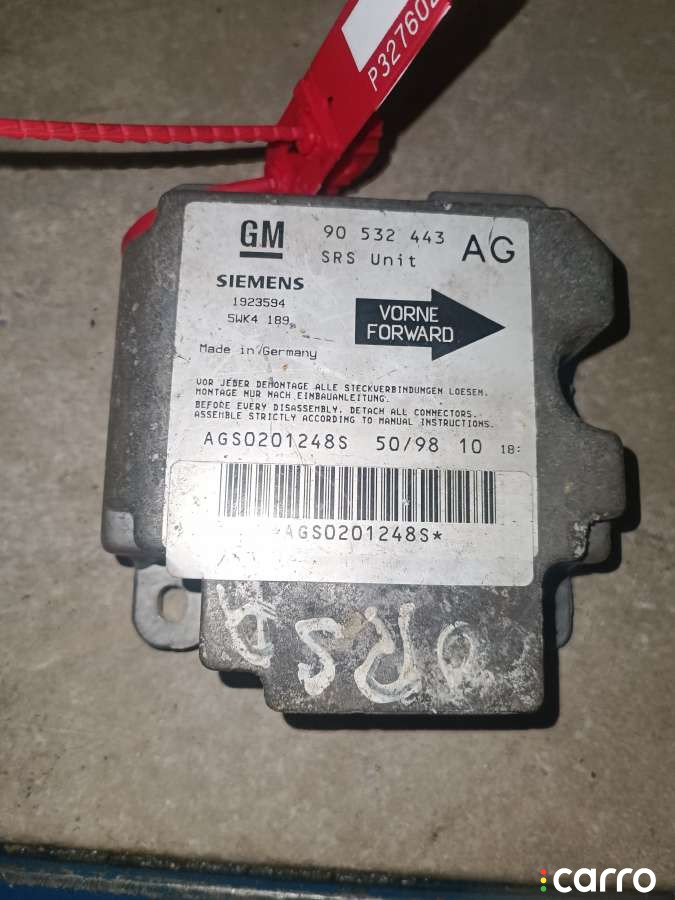 P327602
GM 90 532 443 AG
SRS Unit
SIEMENS
1923594
5WK4 189
VORNE
FORWARD
Made in Germany
VOR JEBER DEMONTAGE ALLE STECKVERBINDUNGEN LOESEN.
MONTAGE NUR NACH EINBAUANLEITUNG.
BEFORE EVERY DISASSEMBLY, DETACH ALL CONNECTORS.
ASSEMBLE STRICTLY ACCORDING TO MANUAL INSTRUCTIONS.
AGS0201248S 50/98 10 18:
*AGS0201248S*
carro